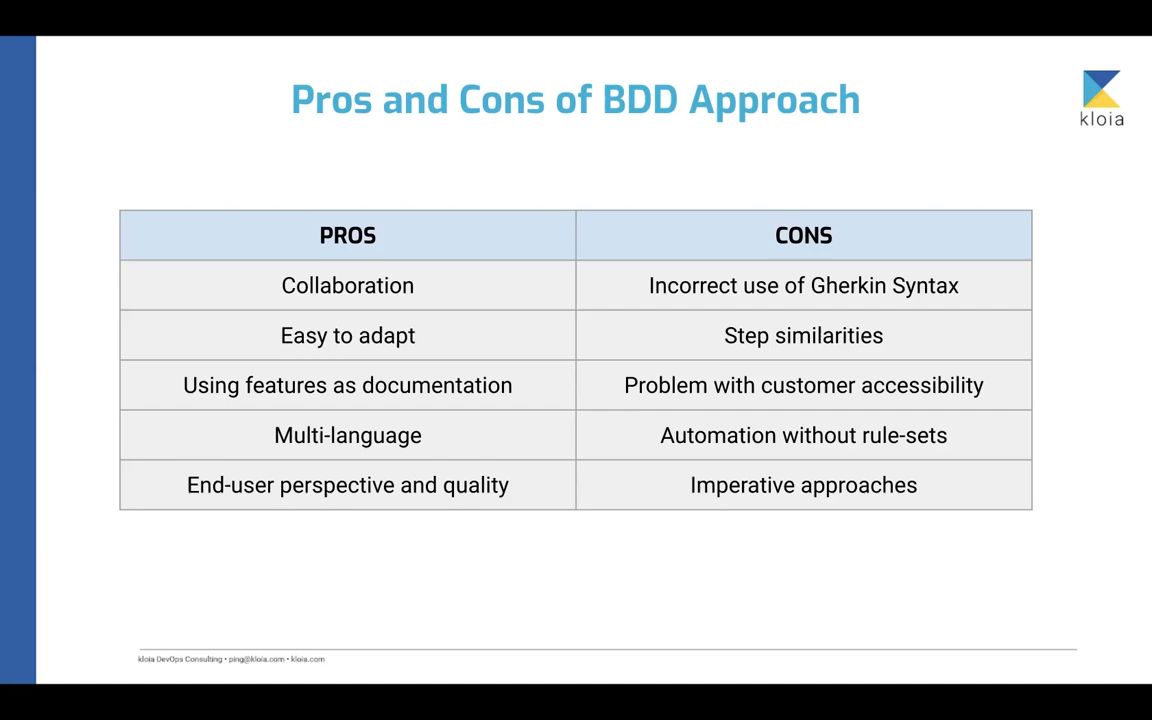 Pros and Cons of BDD Approach
kloia
PROS CONS
Collaboration Incorrect use of Gherkin Syntax
Easy to adapt Step similarities
Using features as documentation Problem with customer accessibility
Multi-language Automation without rule-sets
End-user perspective and quality Imperative approaches
kloia DevOps Consulting • ping@kloia.com • kloia.com